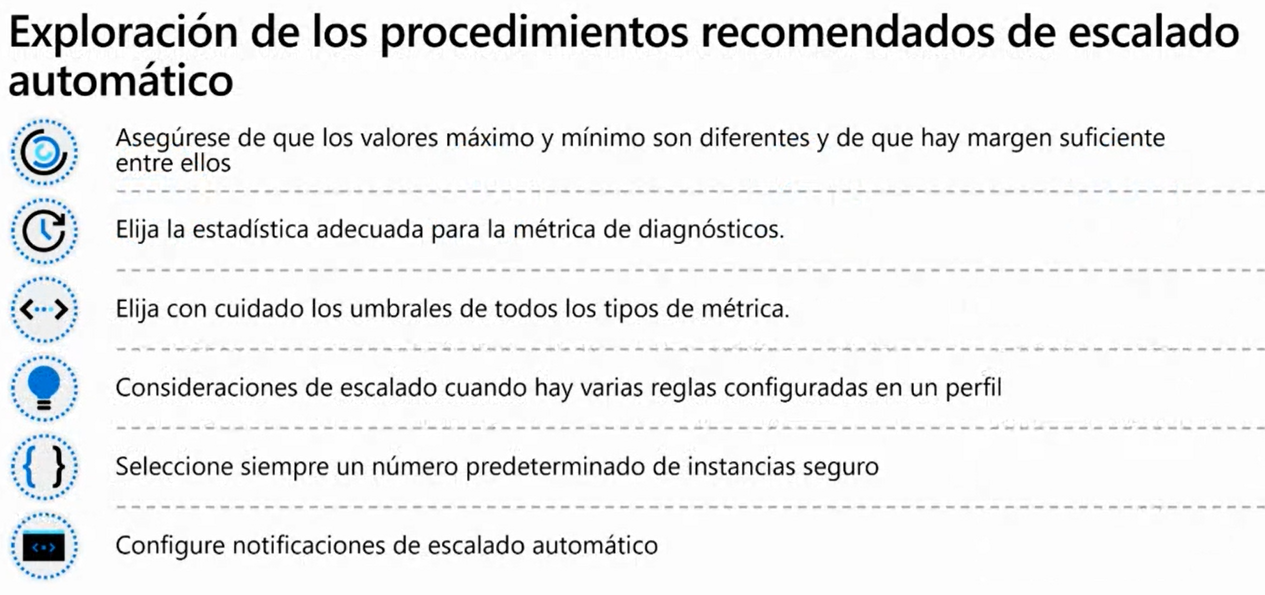 Exploración de los procedimientos recomendados de escalado
automático
Asegúrese de que los valores máximo y mínimo son diferentes y de que hay margen suficiente
entre ellos
Elija la estadística adecuada para la métrica de diagnósticos.
Elija con cuidado los umbrales de todos los tipos de métrica.
Consideraciones de escalado cuando hay varias reglas configuradas en un perfil
Seleccione siempre un número predeterminado de instancias seguro
Configure notificaciones de escalado automático